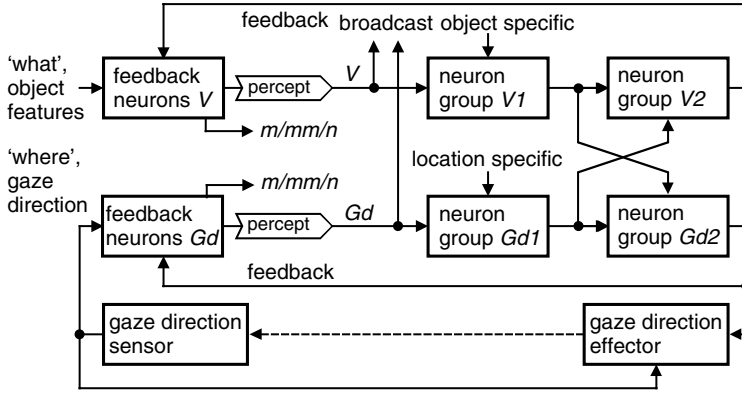 feedback
broadcast object specific
‘what’,
object
features
feedback
neurons V
percept
V
neuron
group V1
neuron
group V2
m/mm/n
‘where’,
gaze
direction
m/mm/n
location specific
feedback
neurons Gd
percept
Gd
neuron
group Gd1
neuron
group Gd2
feedback
gaze direction
sensor
gaze direction
effector